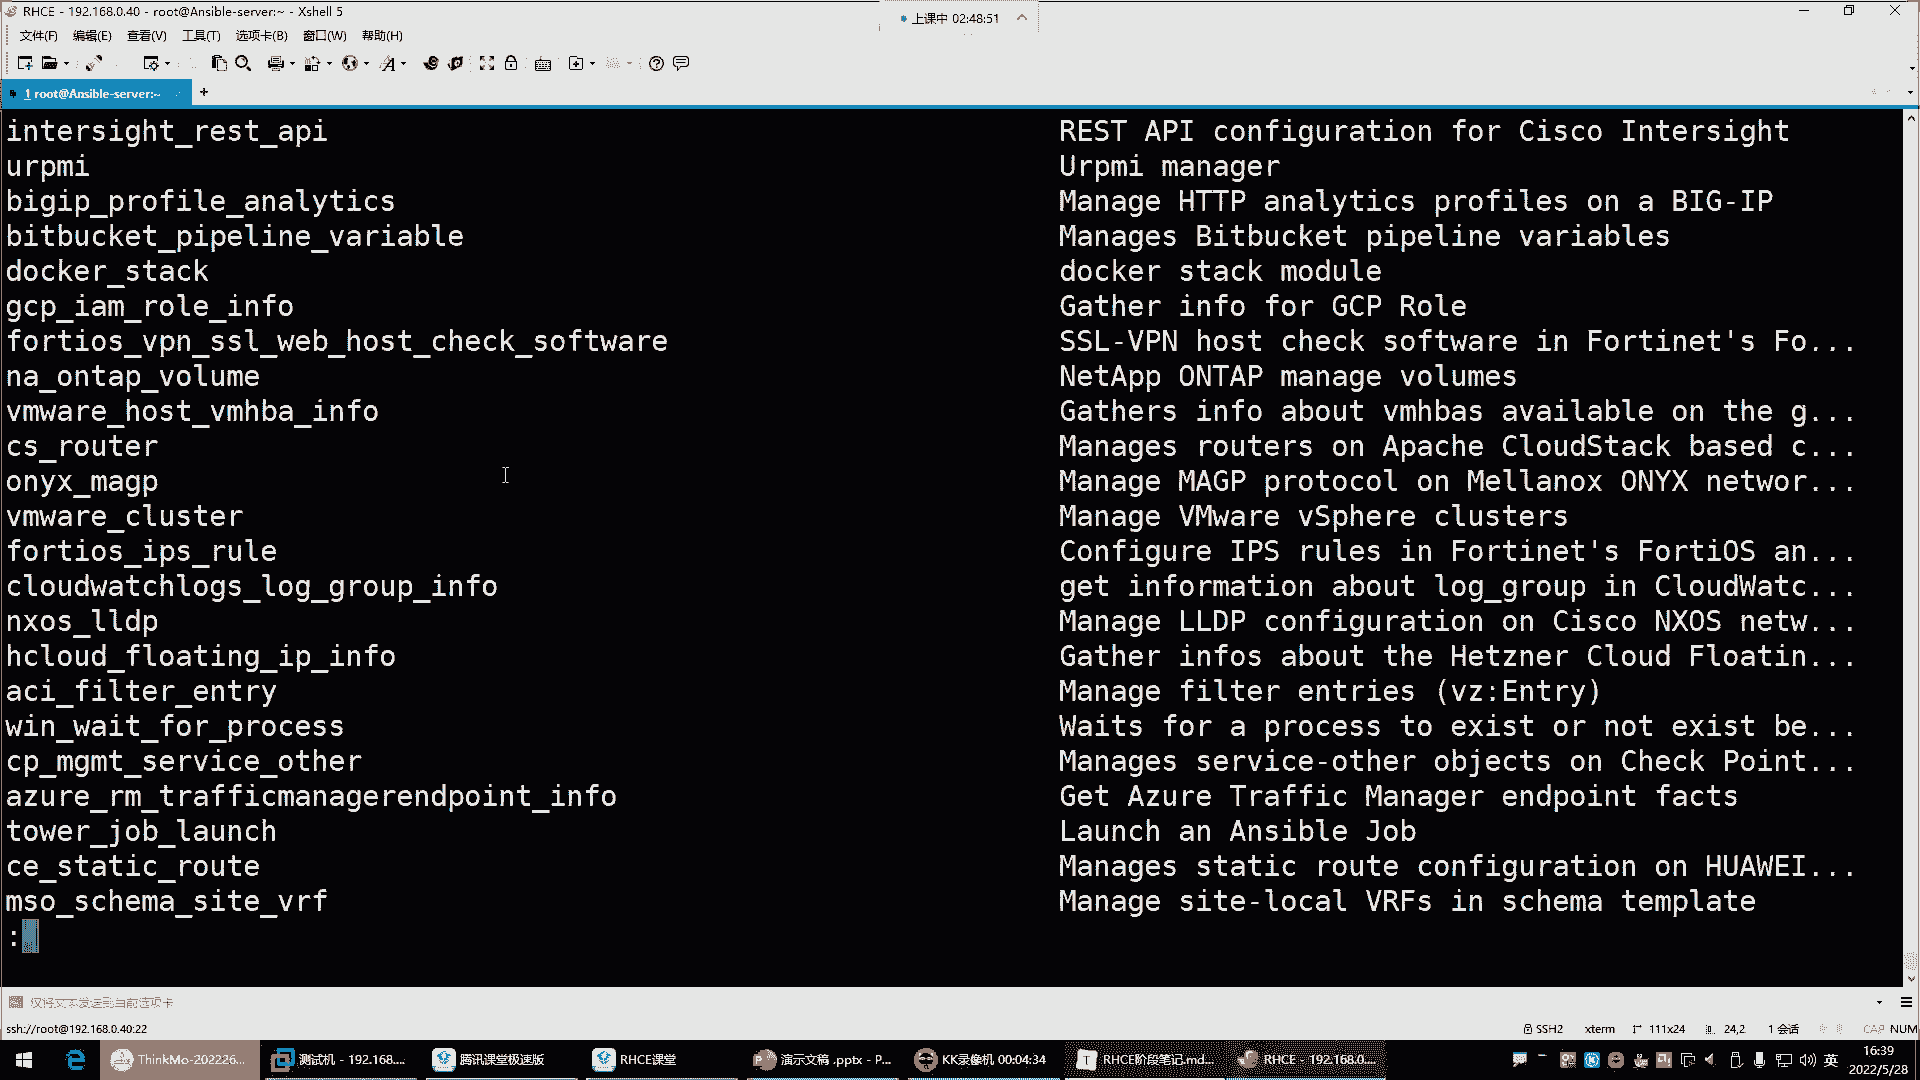 RHCE - 192.168.0.40 - root@Ansible-server:~ - Xshell 5
上课中 02:48:51
文件(F) 编辑(E) 查看(V) 工具(T) 选项卡(B) 窗口(W) 帮助(H)
1 root@Ansible-server:~ +
intersight_rest_api REST API configuration for Cisco Intersight
urpmi Urpmi manager
bigip_profile_analytics Manage HTTP analytics profiles on a BIG-IP
bitbucket_pipeline_variable Manages Bitbucket pipeline variables
docker_stack docker stack module
gcp_iam_role_info Gather info for GCP Role
fortios_vpn_ssl_web_host_check_software SSL-VPN host check software in Fortinet's Fo...
na_ontap_volume NetApp ONTAP manage volumes
vmware_host_vmhba_info Gathers info about vmhbas available on the g...
cs_router Manages routers on Apache CloudStack based c...
onyx_magp Manage MAGP protocol on Mellanox ONYX networ...
vmware_cluster Manage VMware vSphere clusters
fortios_ips_rule Configure IPS rules in Fortinet's FortiOS an...
cloudwatchlogs_log_group_info get information about log_group in CloudWatc...
nxos_lldp Manage LLDP configuration on Cisco NXOS netw...
hcloud_floating_ip_info Gather infos about the Hetzner Cloud Floatin...
aci_filter_entry Manage filter entries (vz:Entry)
win_wait_for_process Waits for a process to exist or not exist be...
cp_mgmt_service_other Manages service-other objects on Check Point...
azure_rm_trafficmanagerendpoint_info Get Azure Traffic Manager endpoint facts
tower_job_launch Launch an Ansible Job
ce_static_route Manages static route configuration on HUAWEI...
mso_schema_site_vrf Manage site-local VRFs in schema template
:
仅将文本发送到当前选项卡
ssh://root@192.168.0.40:22 SSH2 xterm 111x24 24,2 1 会话 CAP NUM
ThinkMo-202226... 测试机 - 192.168.... 腾讯课堂极速版 RHCE课堂 演示文稿 .pptx - P... KK录像机 00:04:34 RHCE阶段笔记.md... RHCE - 192.168.0.... 英 16:39
2022/5/28